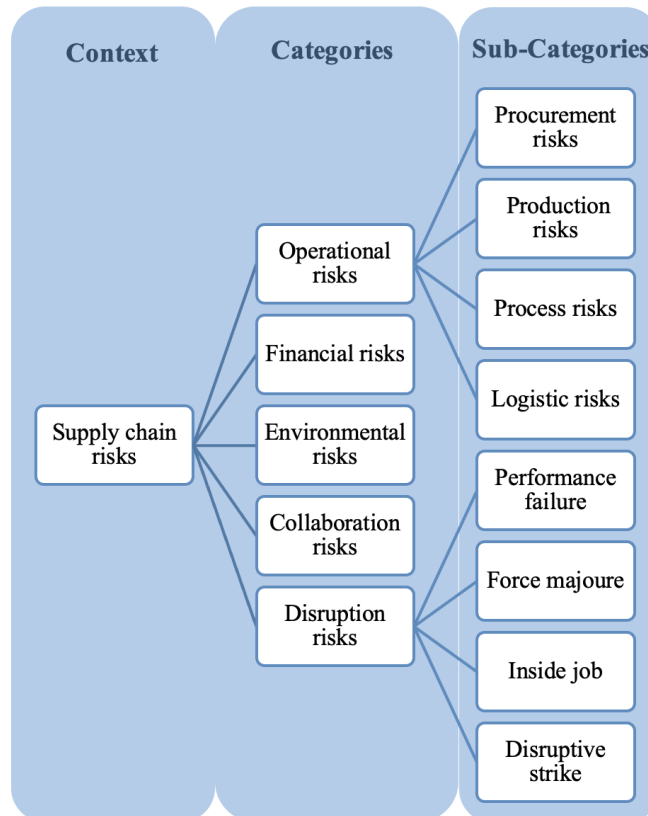 Context
Categories
Sub-Categories
Supply chain
risks
Operational
risks
Financial risks
Environmental
risks
Collaboration
risks
Disruption
risks
Procurement
risks
Production
risks
Process risks
Logistic risks
Performance
failure
Force majoure
Inside job
Disruptive
strike